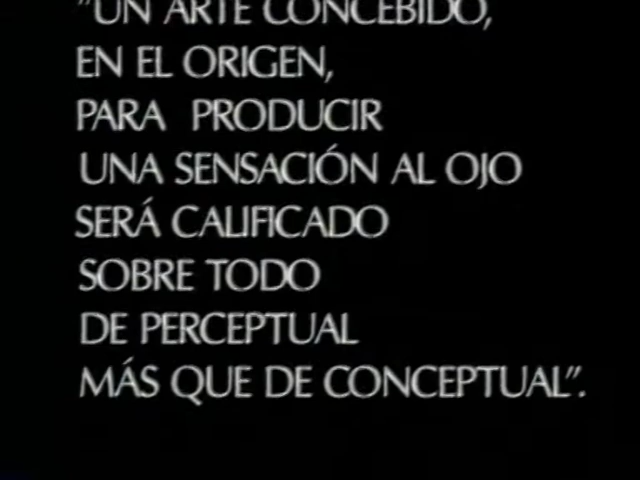 "UN ARTE CONCEBIDO,
EN EL ORIGEN,
PARA PRODUCIR
UNA SENSACIÓN AL OJO
SERÁ CALIFICADO
SOBRE TODO
DE PERCEPTUAL
MÁS QUE DE CONCEPTUAL".